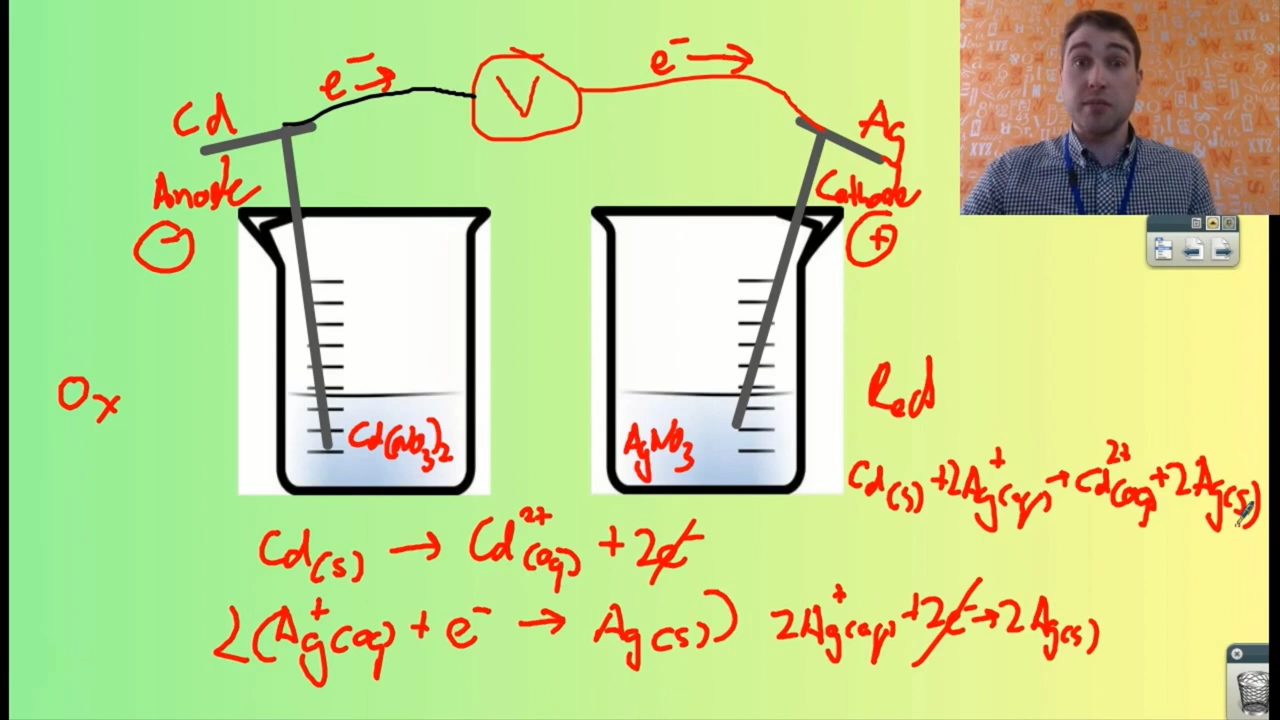 e⁻ → V e⁻ →
Cd Ag
Anode Cathode
− +
Ox Red
Cd(NO₃)₂ AgNO₃
Cd(s) + 2Ag⁺(aq) → Cd²⁺(aq) + 2Ag(s)
Cd(s) → Cd²⁺(aq) + 2e⁻
2(Ag⁺(aq) + e⁻ → Ag(s)) 2Ag⁺(aq) + 2e⁻ → 2Ag(s)